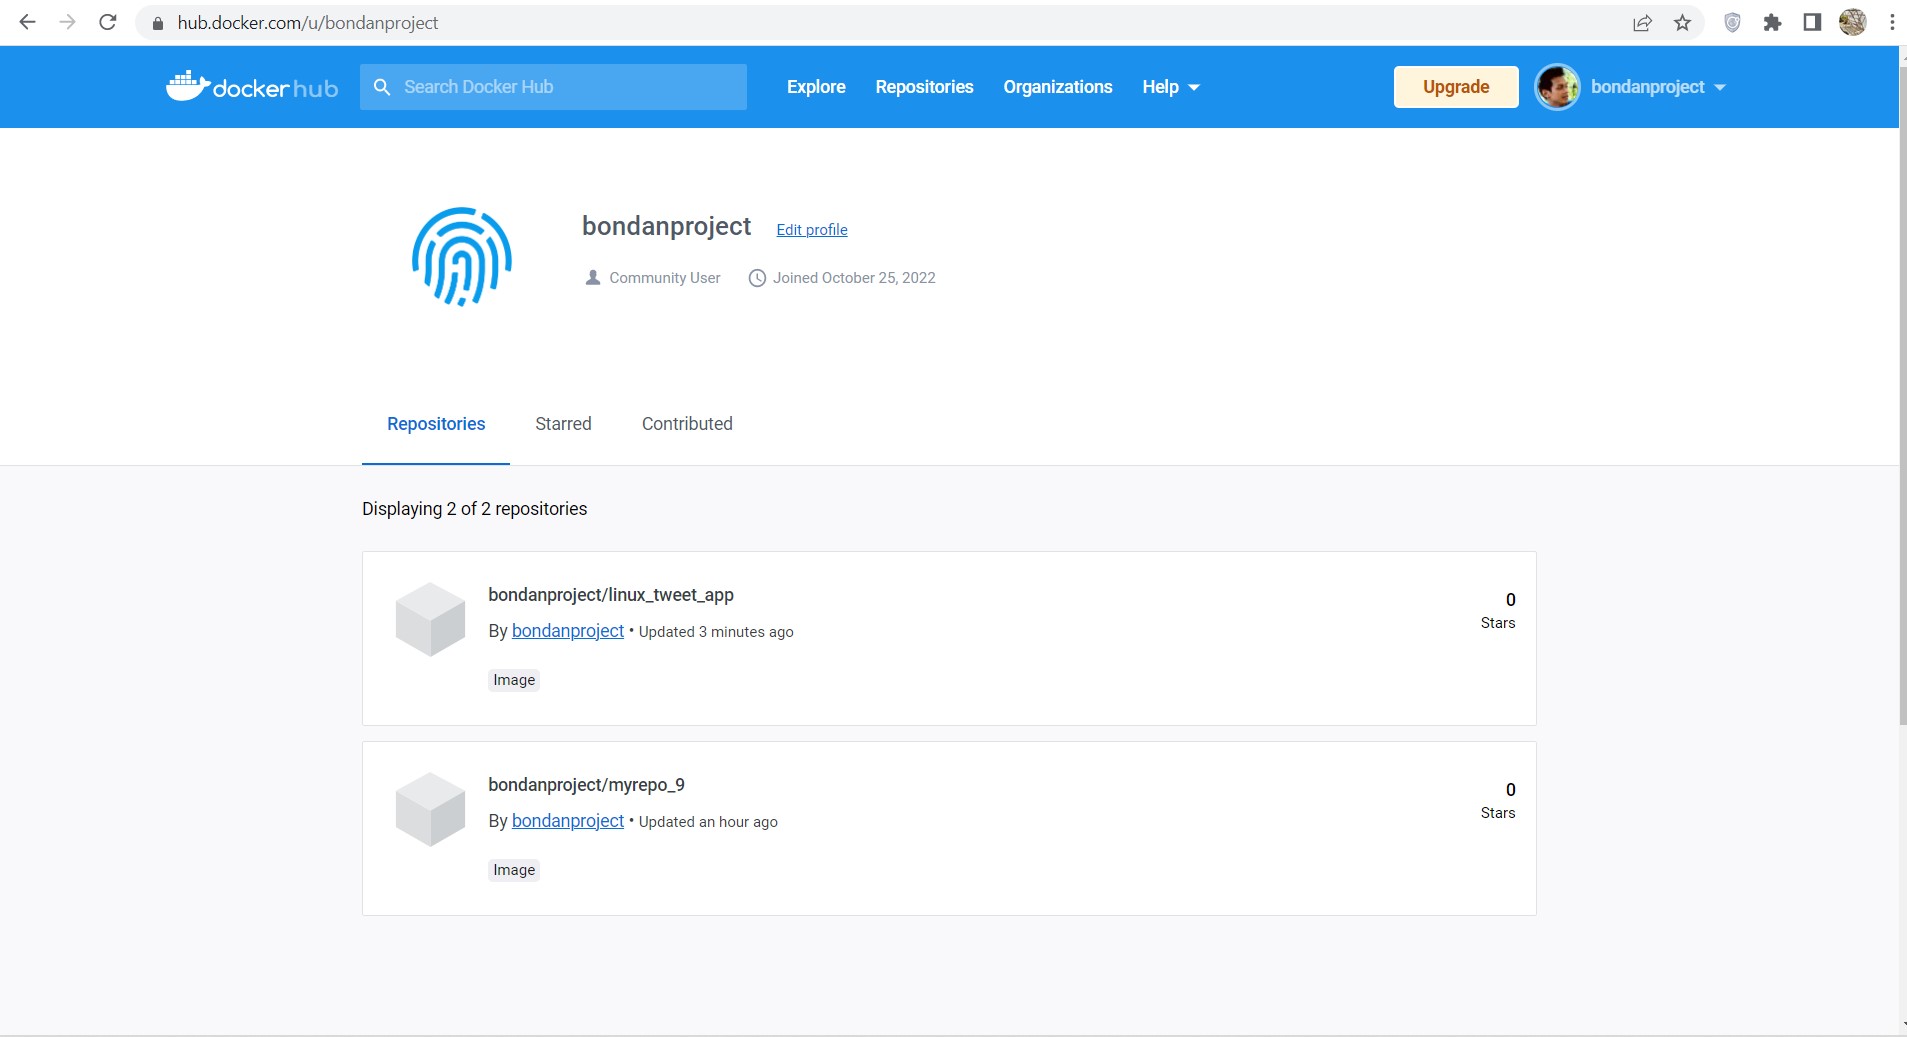 hub.docker.com/u/bondanproject
docker hub
Search Docker Hub
Explore
Repositories
Organizations
Help
Upgrade
bondanproject
bondanproject
Edit profile
Community User
Joined October 25, 2022
Repositories
Starred
Contributed
Displaying 2 of 2 repositories
bondanproject/linux_tweet_app
0
Stars
By bondanproject • Updated 3 minutes ago
Image
bondanproject/myrepo_9
0
Stars
By bondanproject • Updated an hour ago
Image